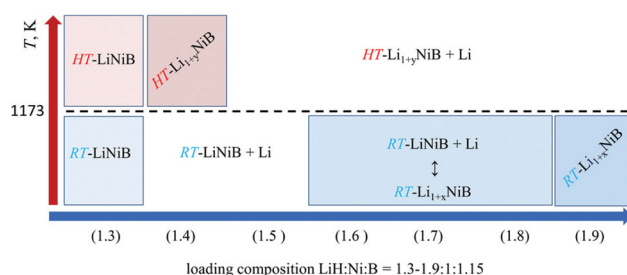 T, K
HT-LiNiB
HT-Li₁₊yNiB
HT-Li₁₊yNiB + Li
1173
RT-LiNiB
RT-LiNiB + Li
RT-LiNiB + Li
↕
RT-Li₁₊ₓNiB
RT-Li₁₊ₓNiB
(1.3) (1.4) (1.5 ) (1.6 ) (1.7) (1.8) (1.9)
loading composition LiH:Ni:B = 1.3-1.9:1:1.15